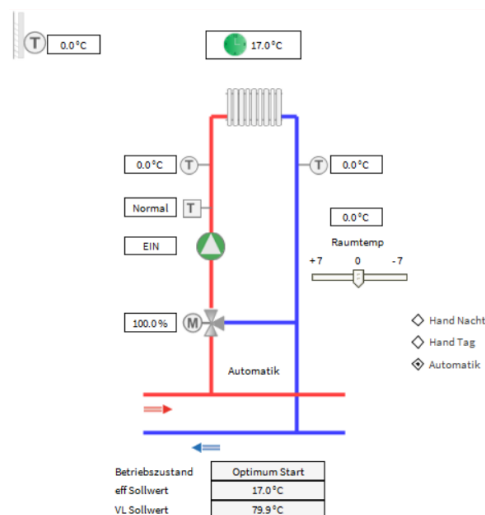 T 0.0°C
17.0°C
0.0°C T
T 0.0°C
Normal T
0.0°C
EIN
Raumtemp
+7 0 -7
100.0% M
Hand Nacht
Hand Tag
Automatik
Automatik
Betriebszustand Optimum Start
eff Sollwert 17.0°C
VL Sollwert 79.9°C